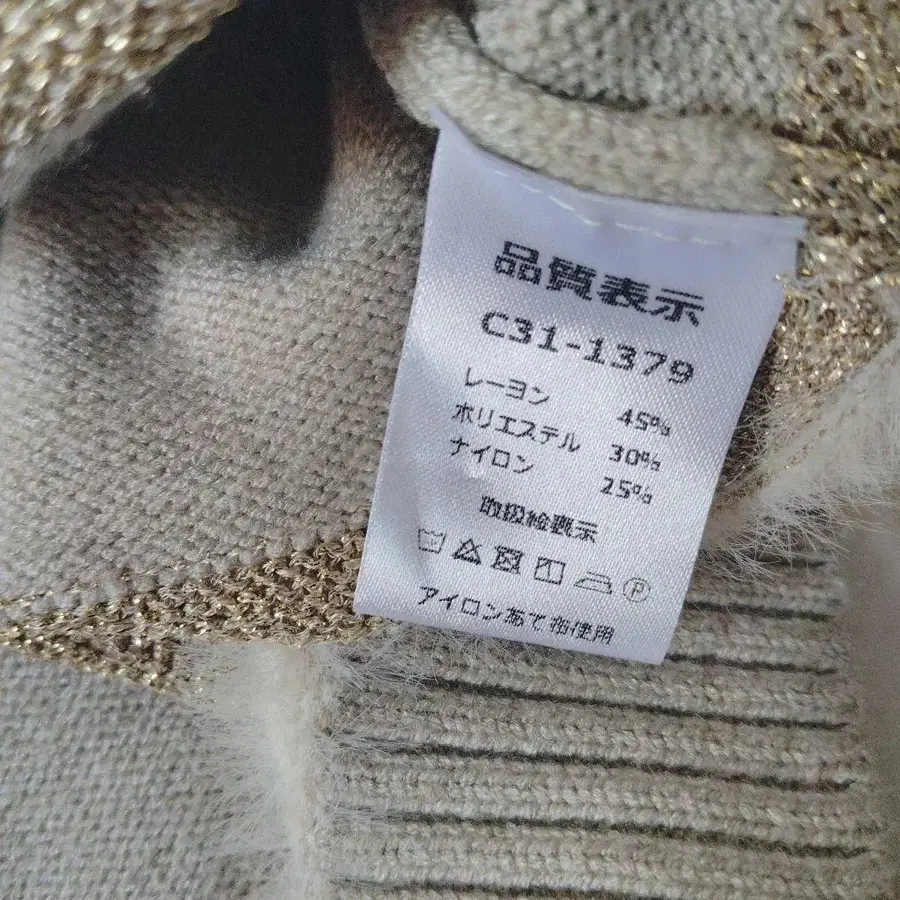 品質表示
C31-1379
レーヨン 45%
ポリエステル 30%
ナイロン 25%
取扱絵表示
P
アイロンあて布使用